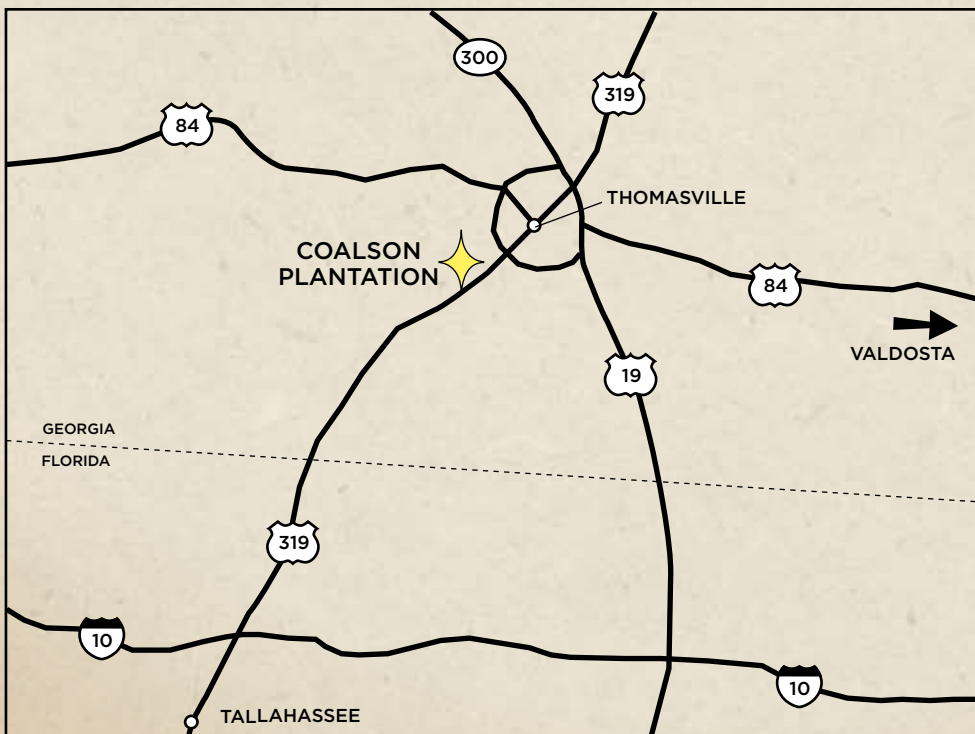 300
319
84
THOMASVILLE
COALSON
PLANTATION
84
VALDOSTA
19
GEORGIA
FLORIDA
319
10
10
TALLAHASSEE